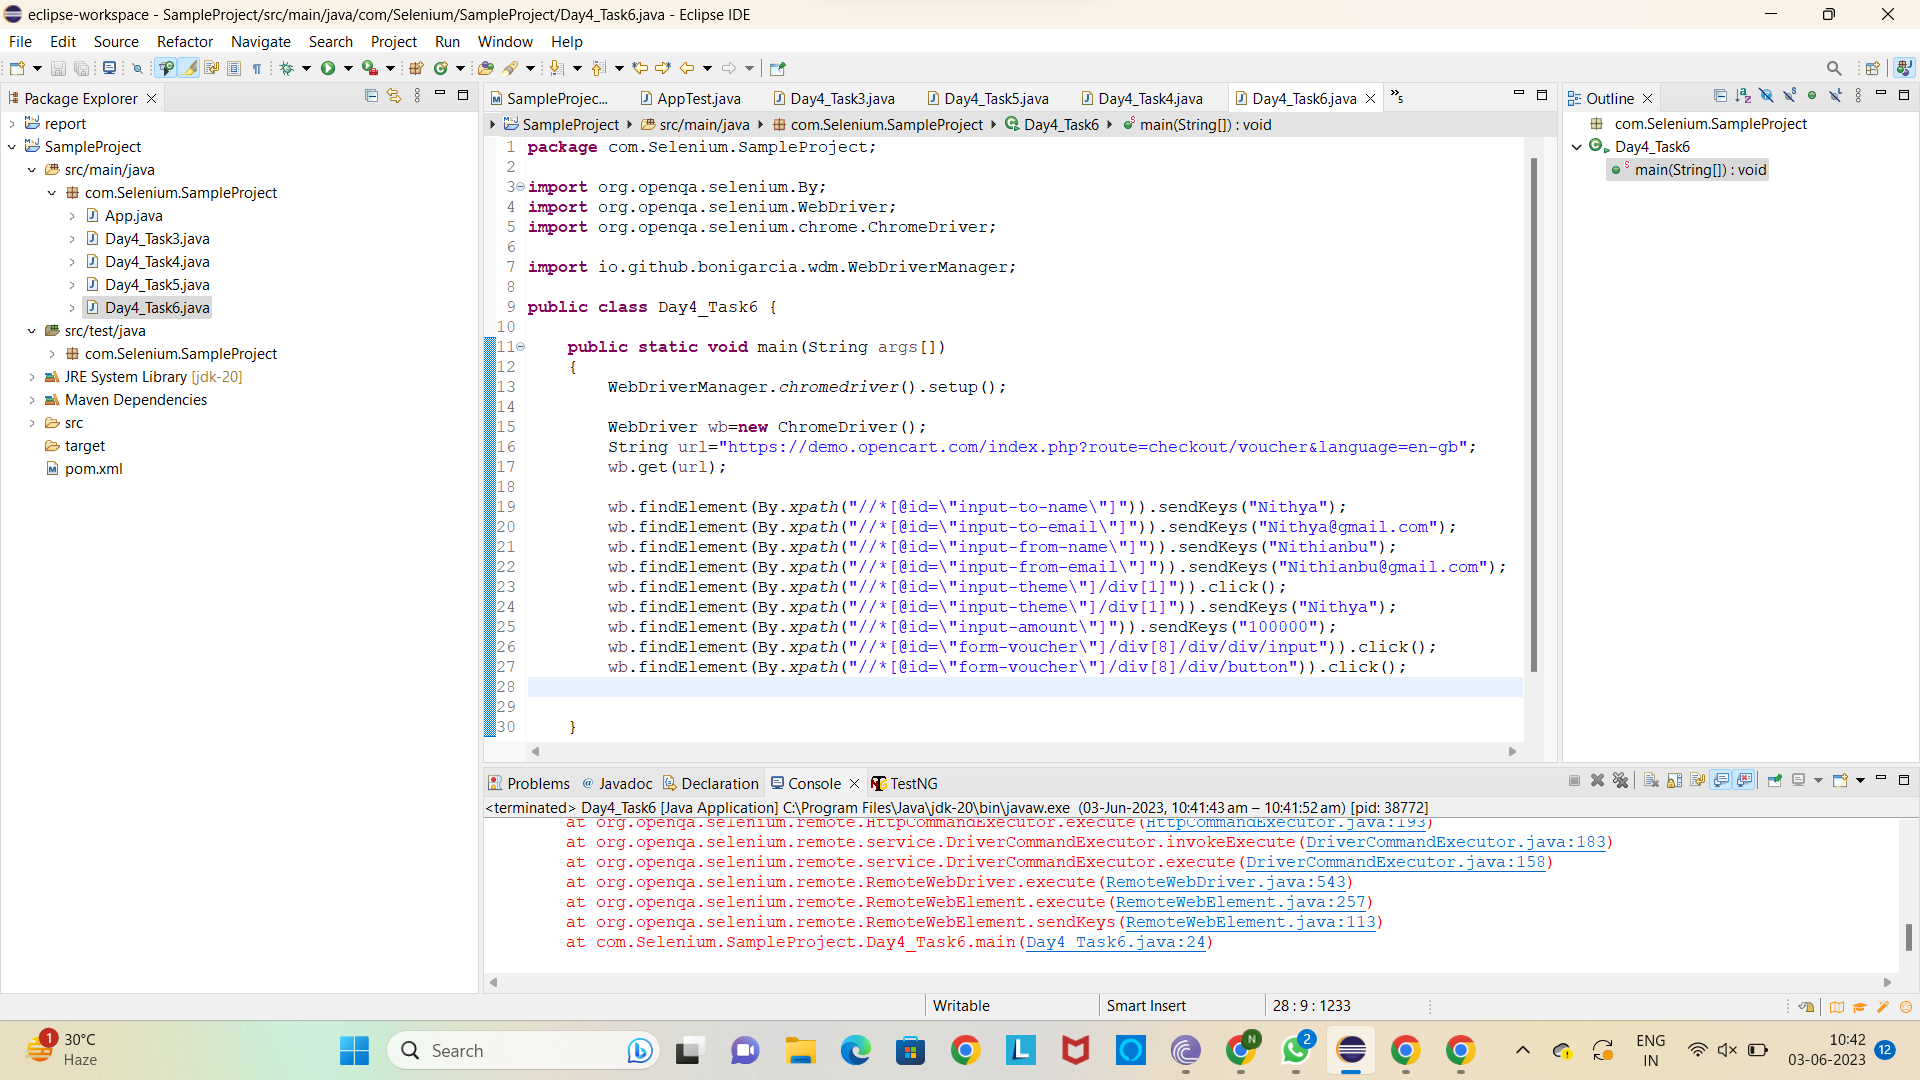 eclipse-workspace - SampleProject/src/main/java/com/Selenium/SampleProject/Day4_Task6.java - Eclipse IDE
File Edit Source Refactor Navigate Search Project Run Window Help
Package Explorer
report
SampleProject
src/main/java
com.Selenium.SampleProject
App.java
Day4_Task3.java
Day4_Task4.java
Day4_Task5.java
Day4_Task6.java
src/test/java
com.Selenium.SampleProject
JRE System Library [jdk-20]
Maven Dependencies
src
target
pom.xml
SampleProjec... AppTest.java Day4_Task3.java Day4_Task5.java Day4_Task4.java Day4_Task6.java »5
SampleProject src/main/java com.Selenium.SampleProject Day4_Task6 main(String[]) : void
1 package com.Selenium.SampleProject;
2
3 import org.openqa.selenium.By;
4 import org.openqa.selenium.WebDriver;
5 import org.openqa.selenium.chrome.ChromeDriver;
6
7 import io.github.bonigarcia.wdm.WebDriverManager;
8
9 public class Day4_Task6 {
10
11 public static void main(String args[])
12 {
13 WebDriverManager.chromedriver().setup();
14
15 WebDriver wb=new ChromeDriver();
16 String url="https://demo.opencart.com/index.php?route=checkout/voucher&language=en-gb";
17 wb.get(url);
18
19 wb.findElement(By.xpath("//*[@id=\"input-to-name\"]")).sendKeys("Nithya");
20 wb.findElement(By.xpath("//*[@id=\"input-to-email\"]")).sendKeys("Nithya@gmail.com");
21 wb.findElement(By.xpath("//*[@id=\"input-from-name\"]")).sendKeys("Nithianbu");
22 wb.findElement(By.xpath("//*[@id=\"input-from-email\"]")).sendKeys("Nithianbu@gmail.com");
23 wb.findElement(By.xpath("//*[@id=\"input-theme\"]/div[1]")).click();
24 wb.findElement(By.xpath("//*[@id=\"input-theme\"]/div[1]")).sendKeys("Nithya");
25 wb.findElement(By.xpath("//*[@id=\"input-amount\"]")).sendKeys("100000");
26 wb.findElement(By.xpath("//*[@id=\"form-voucher\"]/div[8]/div/div/input")).click();
27 wb.findElement(By.xpath("//*[@id=\"form-voucher\"]/div[8]/div/button")).click();
28
29
30 }
Outline
com.Selenium.SampleProject
Day4_Task6
main(String[]) : void
Problems @ Javadoc Declaration Console TestNG
<terminated> Day4_Task6 [Java Application] C:\Program Files\Java\jdk-20\bin\javaw.exe (03-Jun-2023, 10:41:43 am – 10:41:52 am) [pid: 38772]
at org.openqa.selenium.remote.HttpCommandExecutor.execute(HttpCommandExecutor.java:193)
at org.openqa.selenium.remote.service.DriverCommandExecutor.invokeExecute(DriverCommandExecutor.java:183)
at org.openqa.selenium.remote.service.DriverCommandExecutor.execute(DriverCommandExecutor.java:158)
at org.openqa.selenium.remote.RemoteWebDriver.execute(RemoteWebDriver.java:543)
at org.openqa.selenium.remote.RemoteWebElement.execute(RemoteWebElement.java:257)
at org.openqa.selenium.remote.RemoteWebElement.sendKeys(RemoteWebElement.java:113)
at com.Selenium.SampleProject.Day4_Task6.main(Day4_Task6.java:24)
Writable Smart Insert 28 : 9 : 1233
1 30°C
Haze
Search
L
N
2
ENG
IN
10:42
03-06-2023
12